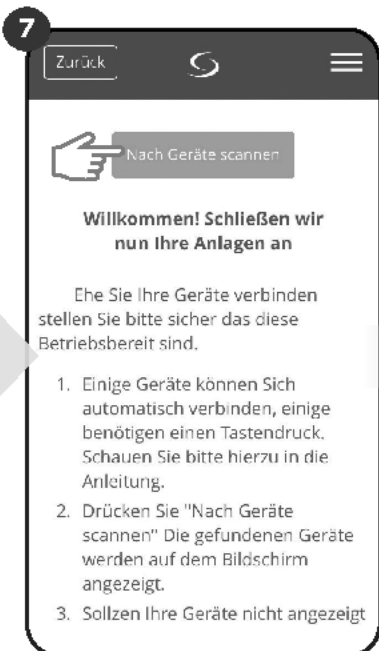 7
Zurück
Nach Geräte scannen
Willkommen! Schließen wir
nun Ihre Anlagen an
Ehe Sie Ihre Geräte verbinden
stellen Sie bitte sicher das diese
Betriebsbereit sind.
1. Einige Geräte können Sich
automatisch verbinden, einige
benötigen einen Tastendruck.
Schauen Sie bitte hierzu in die
Anleitung.
2. Drücken Sie "Nach Geräte
scannen" Die gefundenen Geräte
werden auf dem Bildschirm
angezeigt.
3. Sollzen Ihre Geräte nicht angezeigt